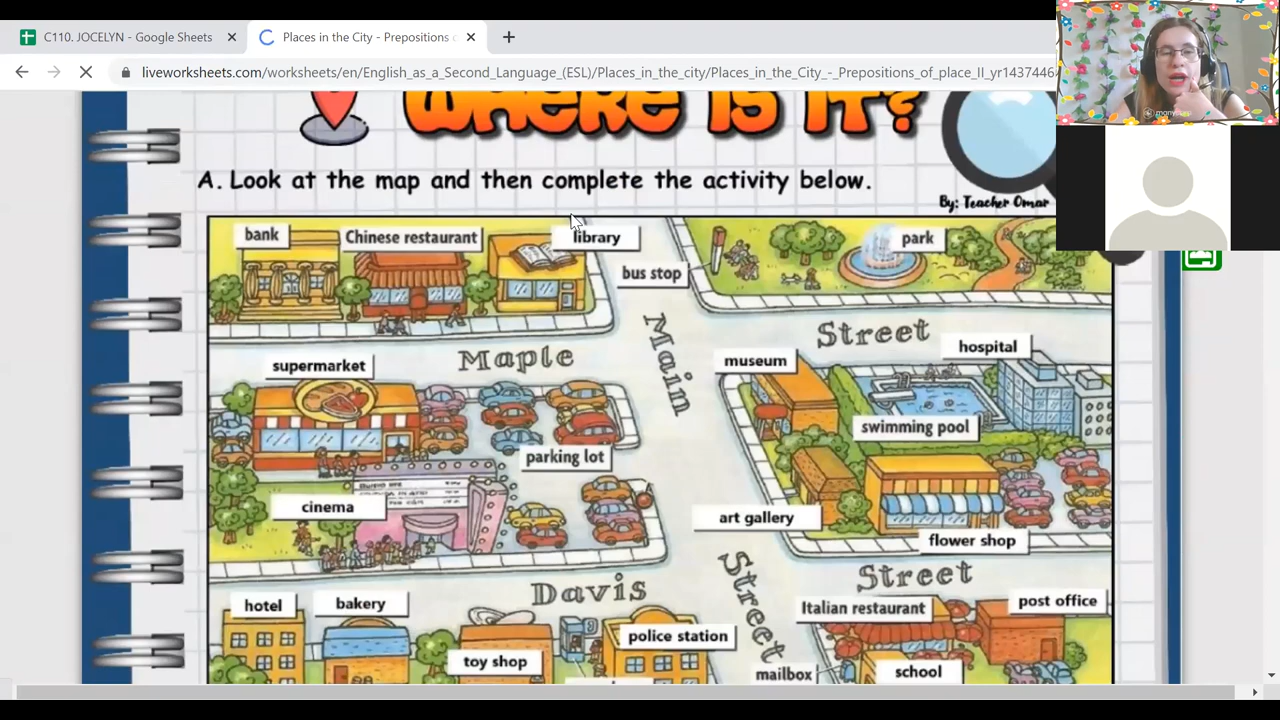 C110. JOCELYN - Google Sheets
Places in the City - Prepositions o
liveworksheets.com/worksheets/en/English_as_a_Second_Language_(ESL)/Places_in_the_city/Places_in_the_City_-_Prepositions_of_place_II_yr1437446
WHERE IS IT?
A. Look at the map and then complete the activity below.
By: Teacher Omar
bank
Chinese restaurant
library
park
bus stop
Maple
Main
Street
hospital
supermarket
museum
swimming pool
parking lot
cinema
art gallery
flower shop
Davis
Street
Street
hotel
bakery
Italian restaurant
post office
police station
toy shop
mailbox
school